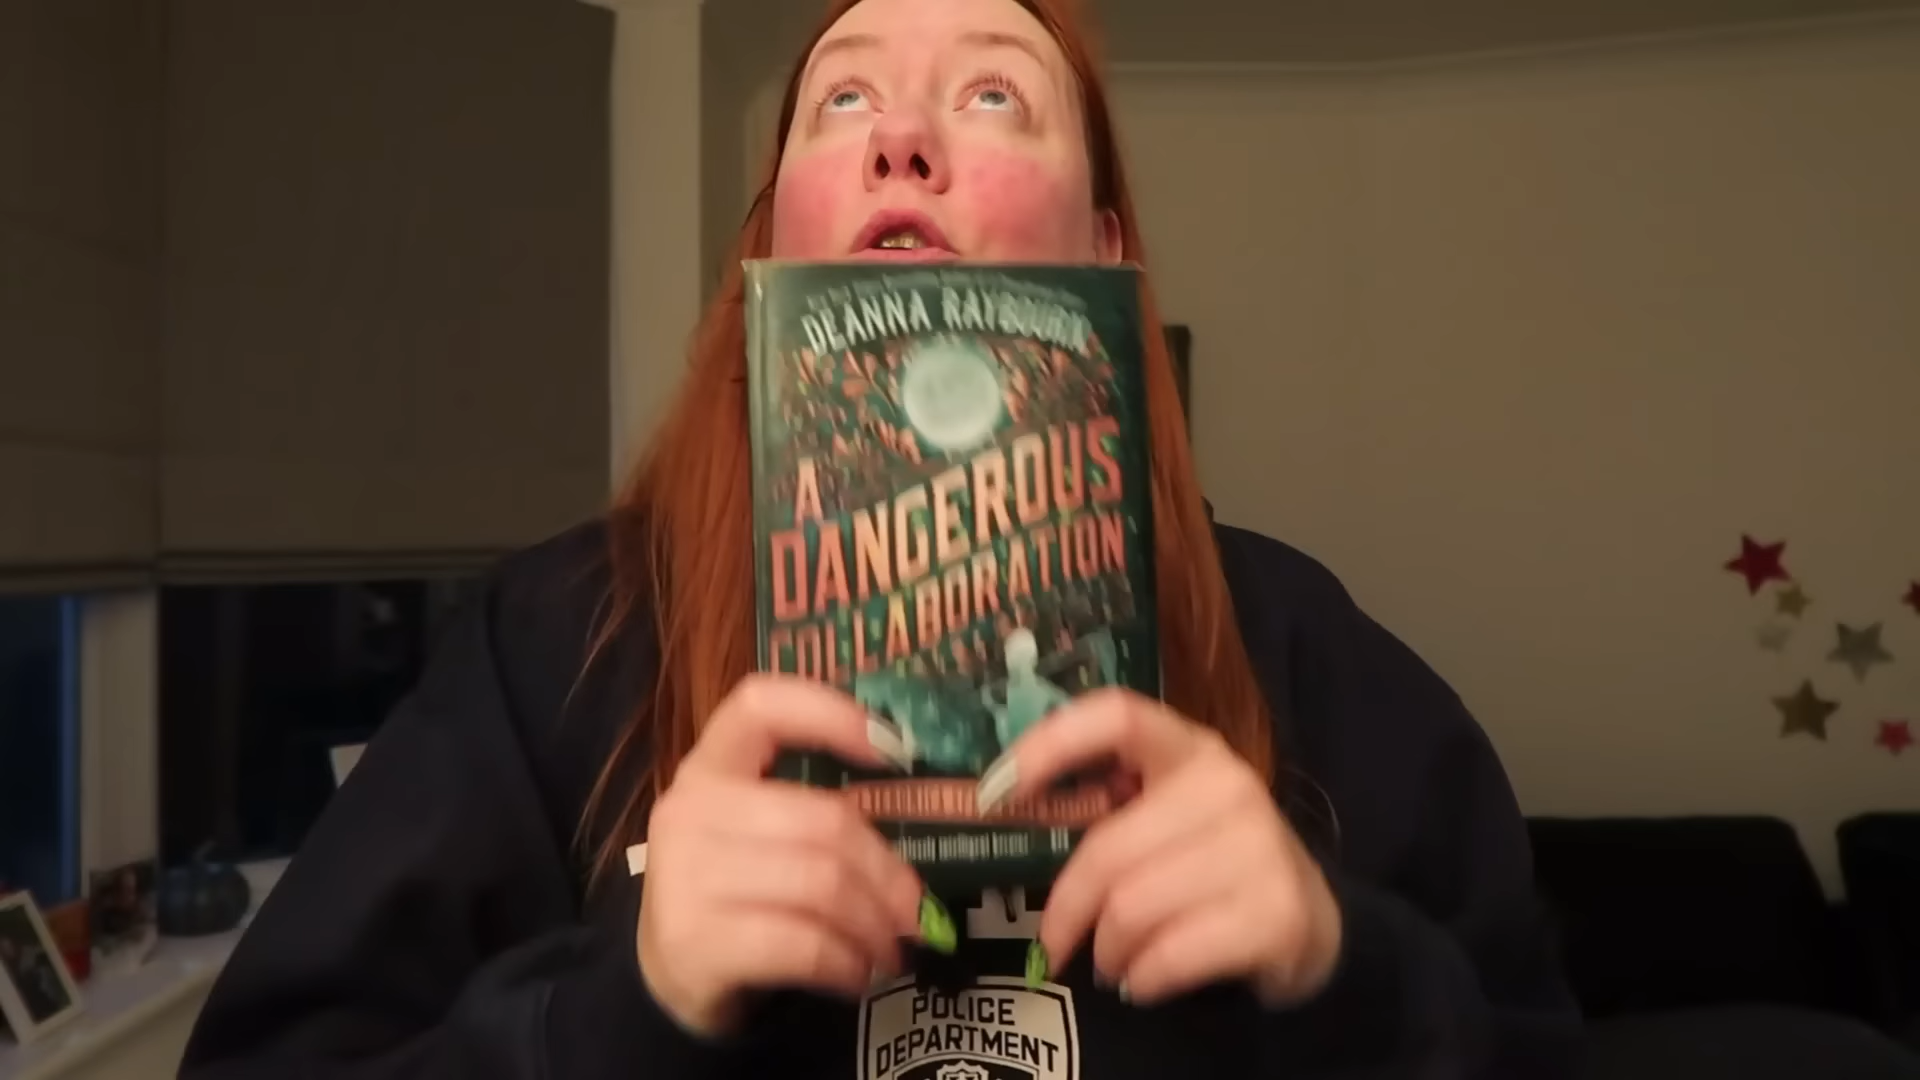 DEANNA RAYBOURN
A
DANGEROUS
COLLABORATION
POLICE
DEPARTMENT